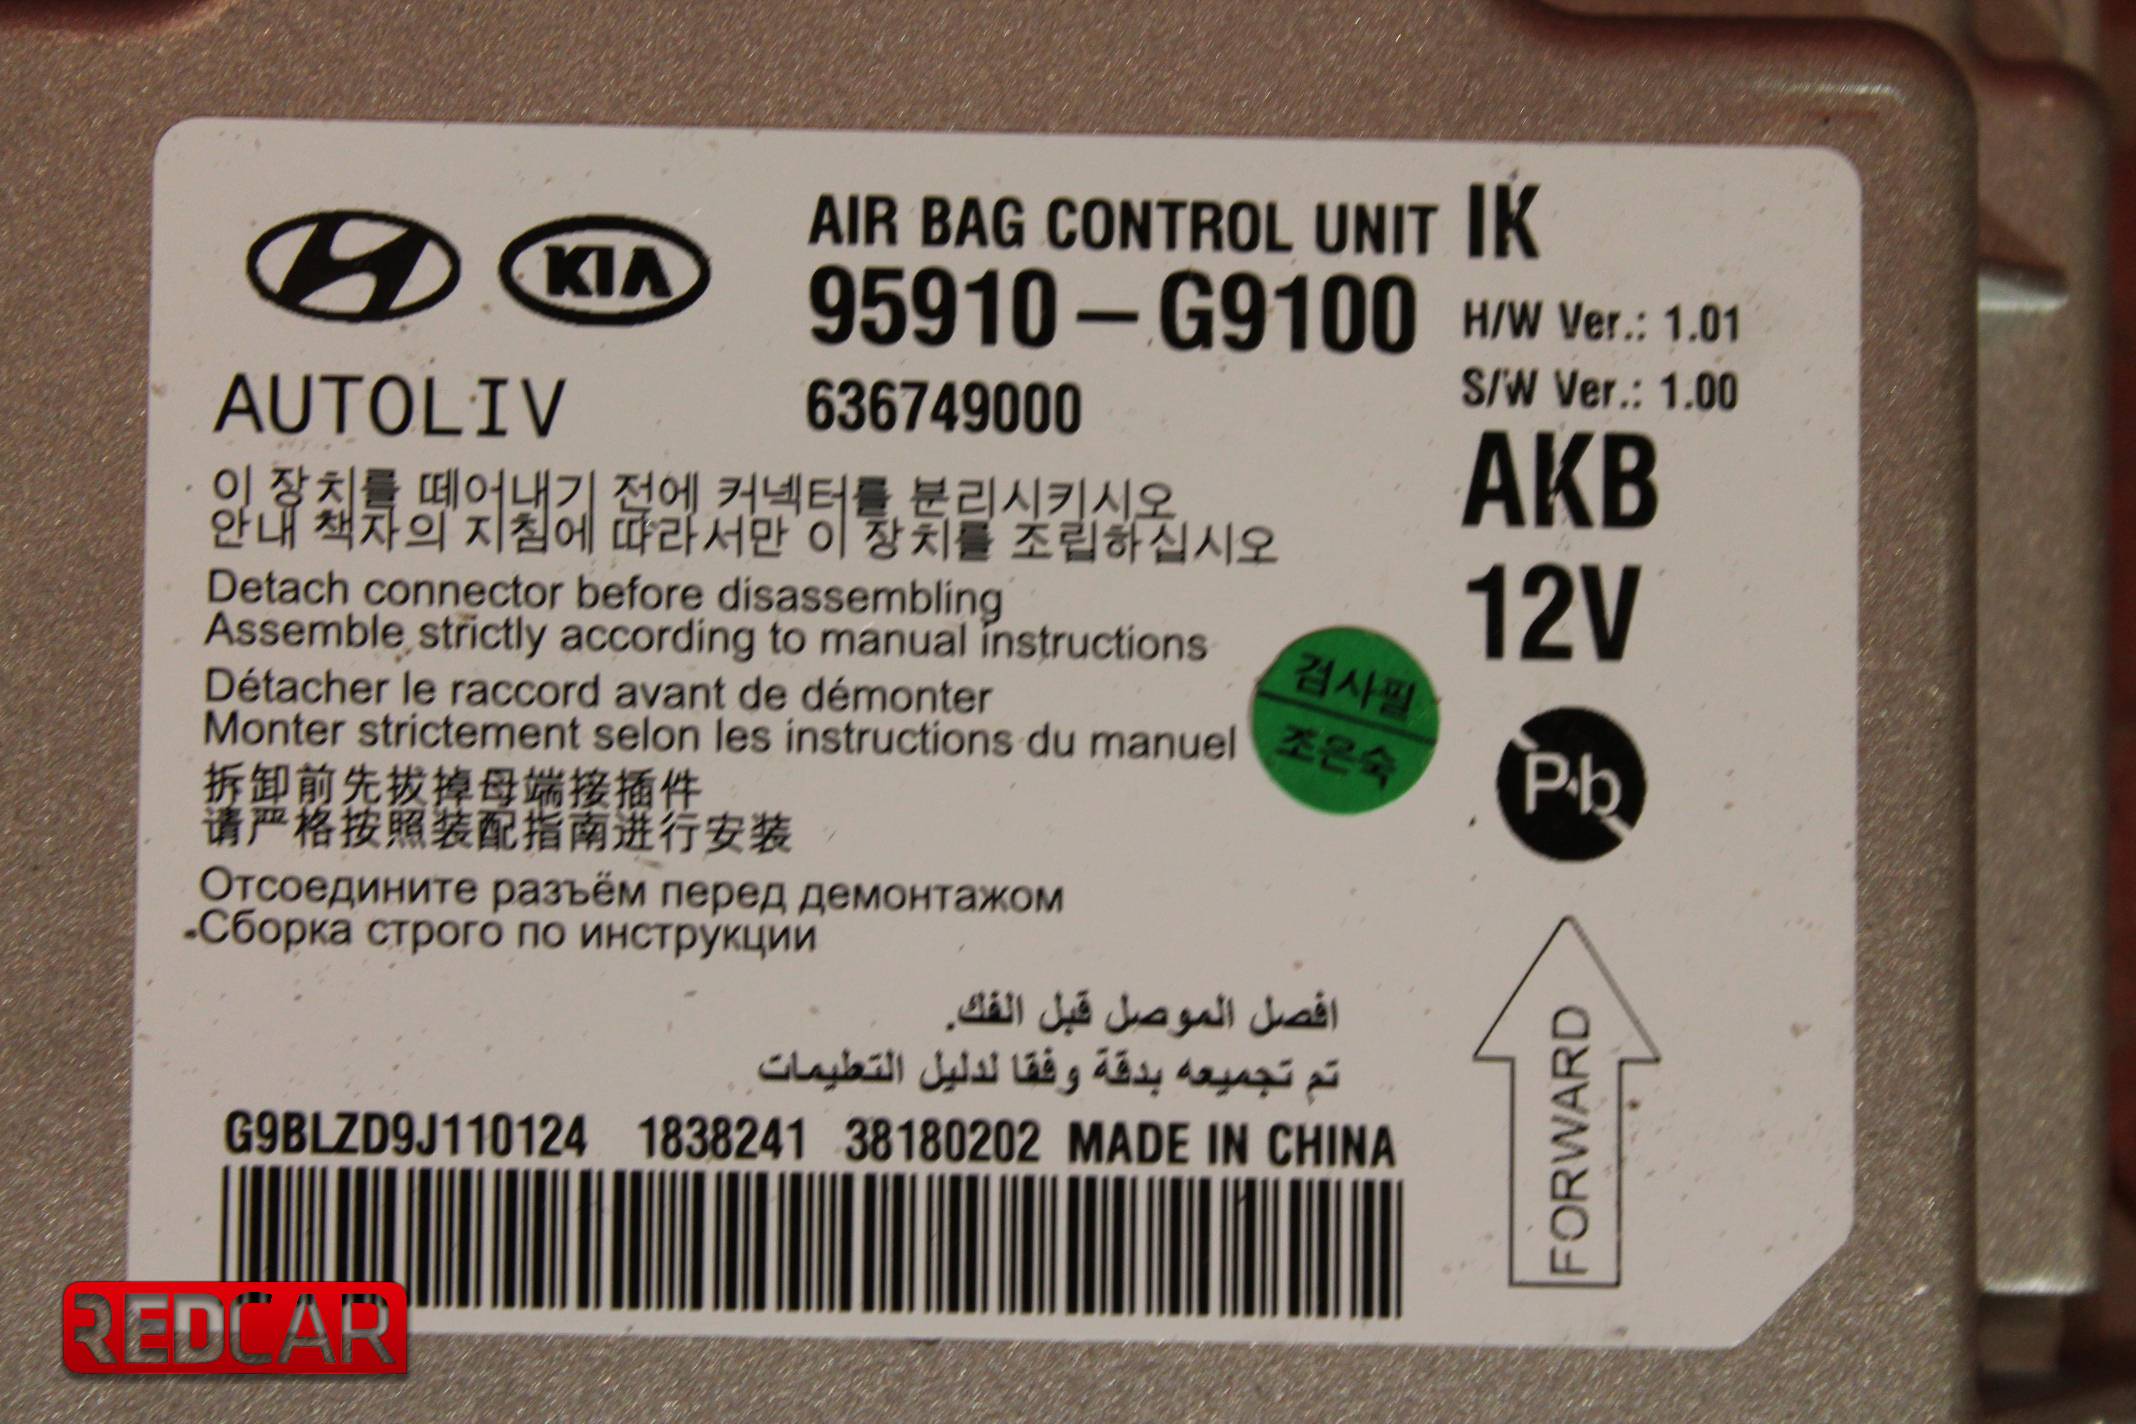 AIR BAG CONTROL UNIT IK
KIA
95910-G9100
H/W Ver.: 1.01
AUTOLIV
636749000
S/W Ver.: 1.00
AKB
12V
이 장치를 떼어내기 전에 커넥터를 분리시키시오
안내 책자의 지침에 따라서만 이 장치를 조립하십시오
Detach connector before disassembling
Assemble strictly according to manual instructions
Détacher le raccord avant de démonter
Monter strictement selon les instructions du manuel
검사필
조은숙
Pb
拆卸前先拔掉母端接插件
请严格按照装配指南进行安装
Отсоедините разъём перед демонтажом
Сборка строго по инструкции
افصل الموصل قبل الفك.
تم تجميعه بدقة وفقا لدليل التعليمات
FORWARD
G9BLZD9J110124 1838241 38180202 MADE IN CHINA
REDCAR